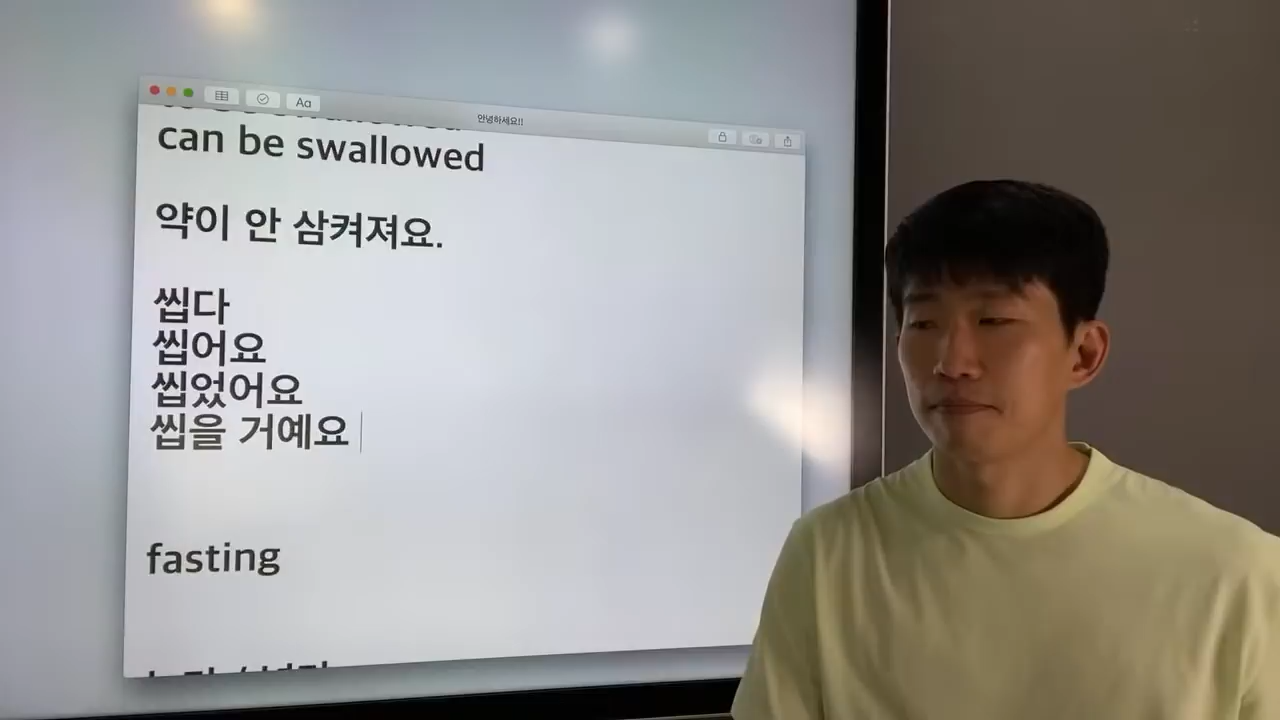 Aa
안녕하세요!!
can be swallowed
약이 안 삼켜져요.
씹다
씹어요
씹었어요
씹을 거예요
fasting